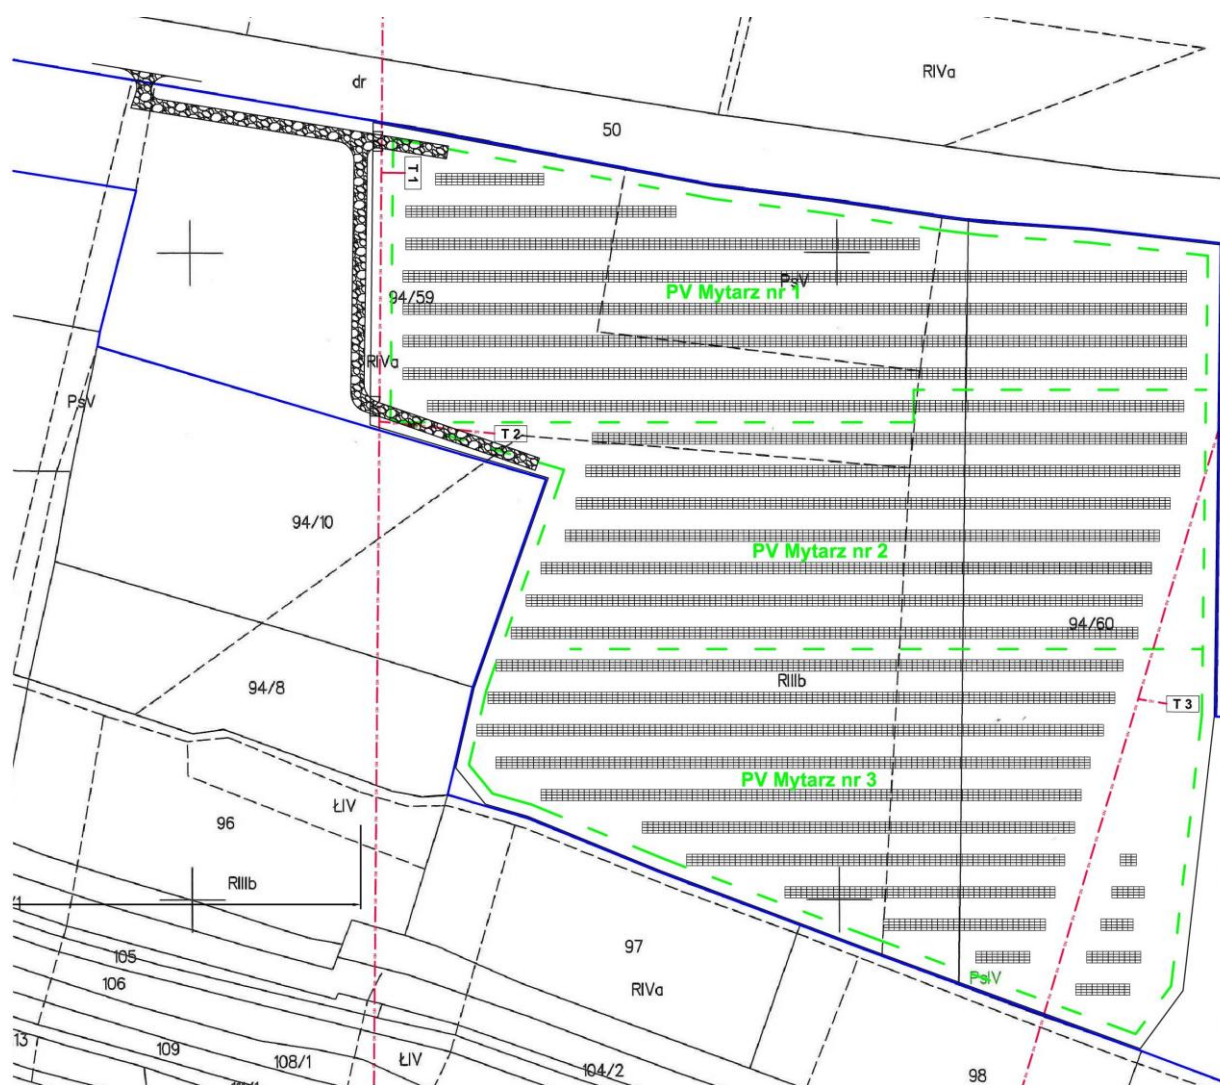 RIVa
dr
50
T 1
PsV
PV Mytarz nr 1
94/59
RIVa
PsV
T 2
94/10
PV Mytarz nr 2
94/60
94/8
RIIIb
T 3
PV Mytarz nr 3
ŁIV
96
RIIIb
/1
97
105
PsIV
106
RIVa
13
109
108/1
ŁIV
104/2
98